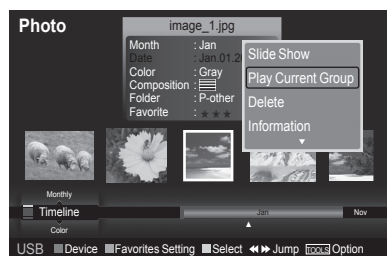 Photo
image_1.jpg
Month : Jan
Date : Jan.01.2
Color : Gray
Composition :
Folder : P-other
Favorite : ★ ★ ★
Slide Show
Play Current Group
Delete
Information
Monthly
Timeline
Jan
Nov
Color
USB Device Favorites Setting Select Jump TOOLS Option